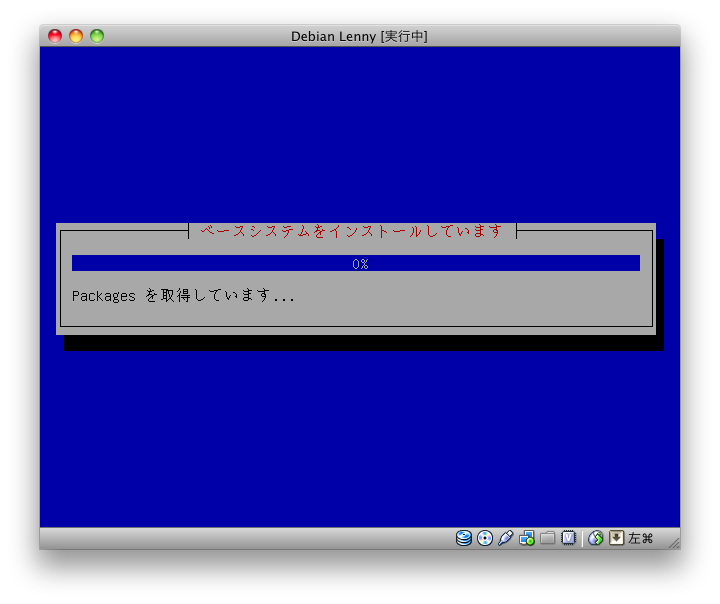 Debian Lenny [実行中]
ベースシステムをインストールしています
0%
Packages を取得しています...
V
左⌘